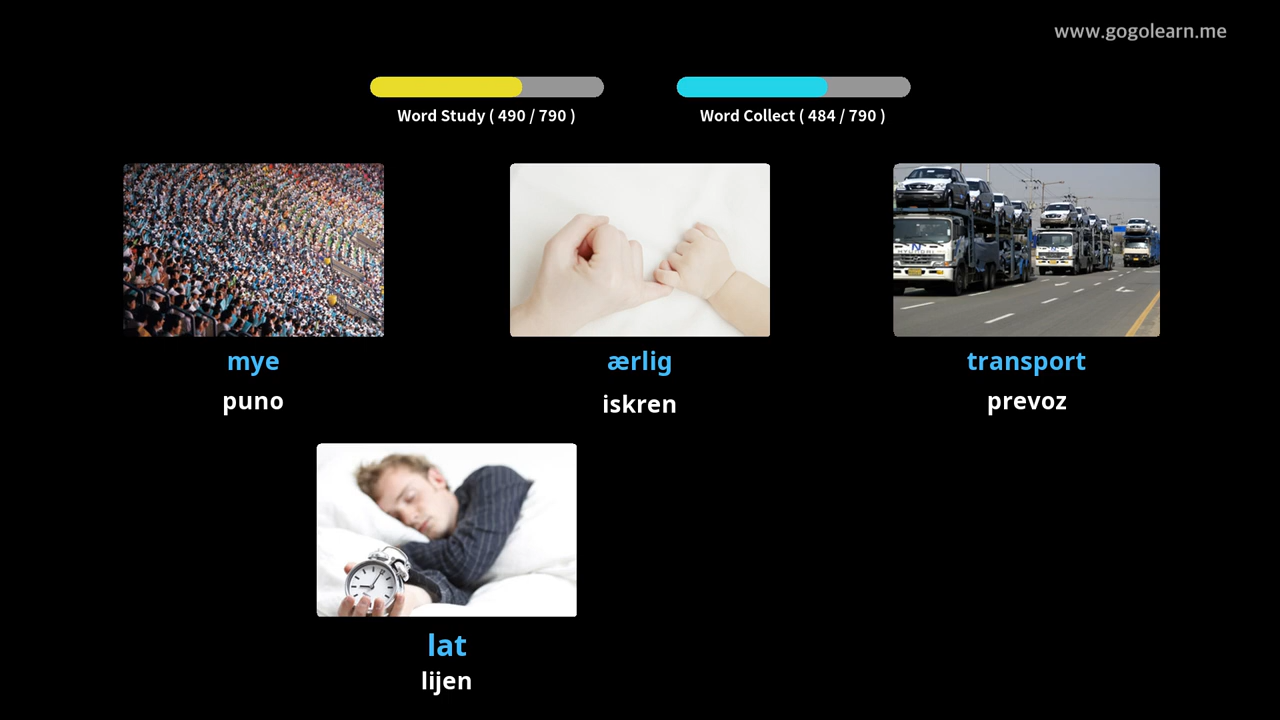 www.gogolearn.me
Word Study ( 490 / 790 )
Word Collect ( 484 / 790 )
mye
puno
ærlig
iskren
transport
prevoz
lat
lijen